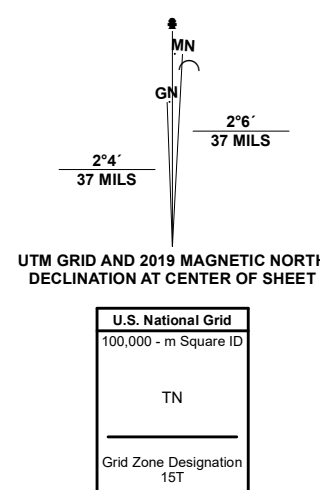 MN
GN
2°6´
37 MILS
2°4´
37 MILS
UTM GRID AND 2019 MAGNETIC NORTH
DECLINATION AT CENTER OF SHEET
U.S. National Grid
100,000 - m Square ID
TN
Grid Zone Designation
15T